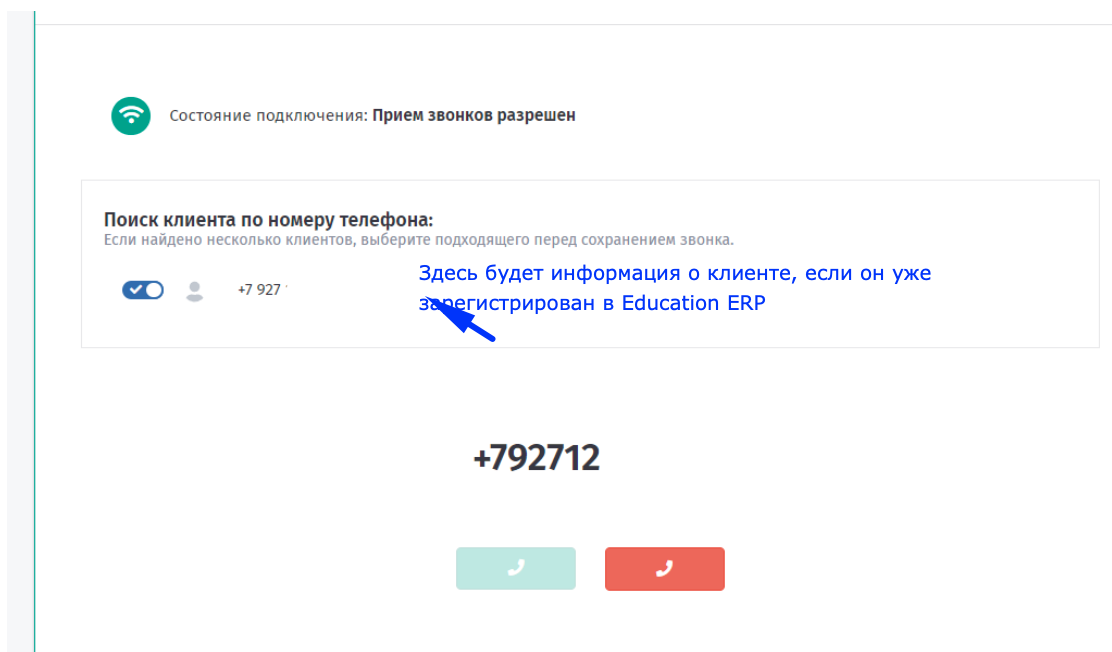 Состояние подключения: Прием звонков разрешен
Поиск клиента по номеру телефона:
Если найдено несколько клиентов, выберите подходящего перед сохранением звонка.
Здесь будет информация о клиенте, если он уже
+7 927
зарегистрирован в Education ERP
+792712